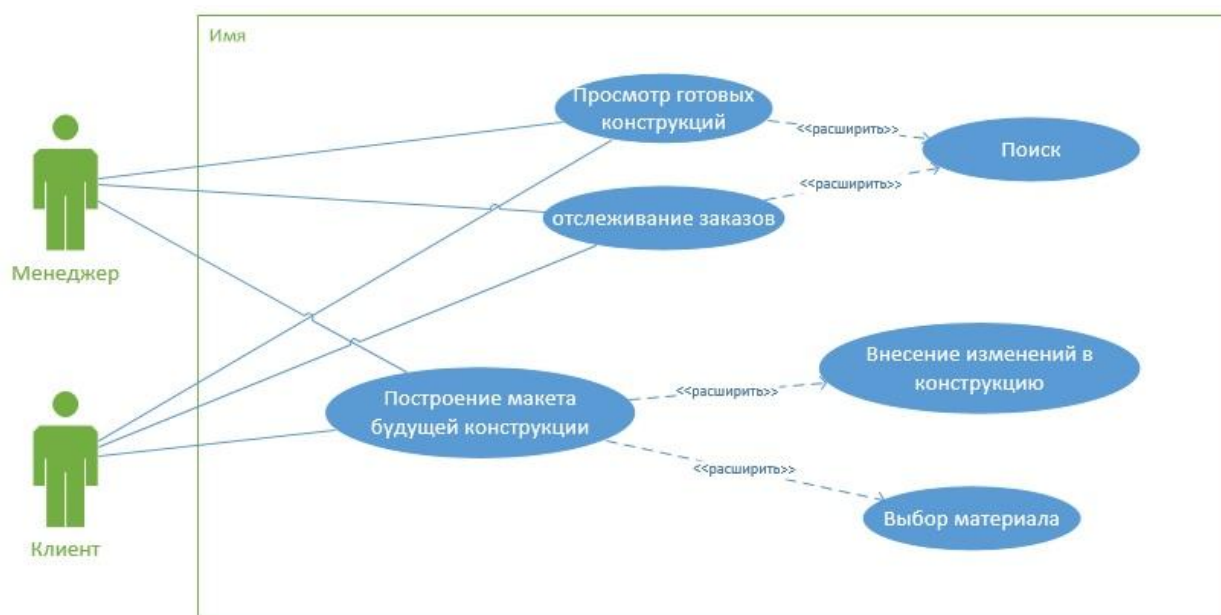 Имя
Просмотр готовых
конструкций
<<расширить>>
Поиск
<<расширить>>
отслеживание заказов
Менеджер
Внесение изменений в
конструкцию
<<расширить>>
Построение макета
будущей конструкции
<<расширить>>
Выбор материала
Клиент